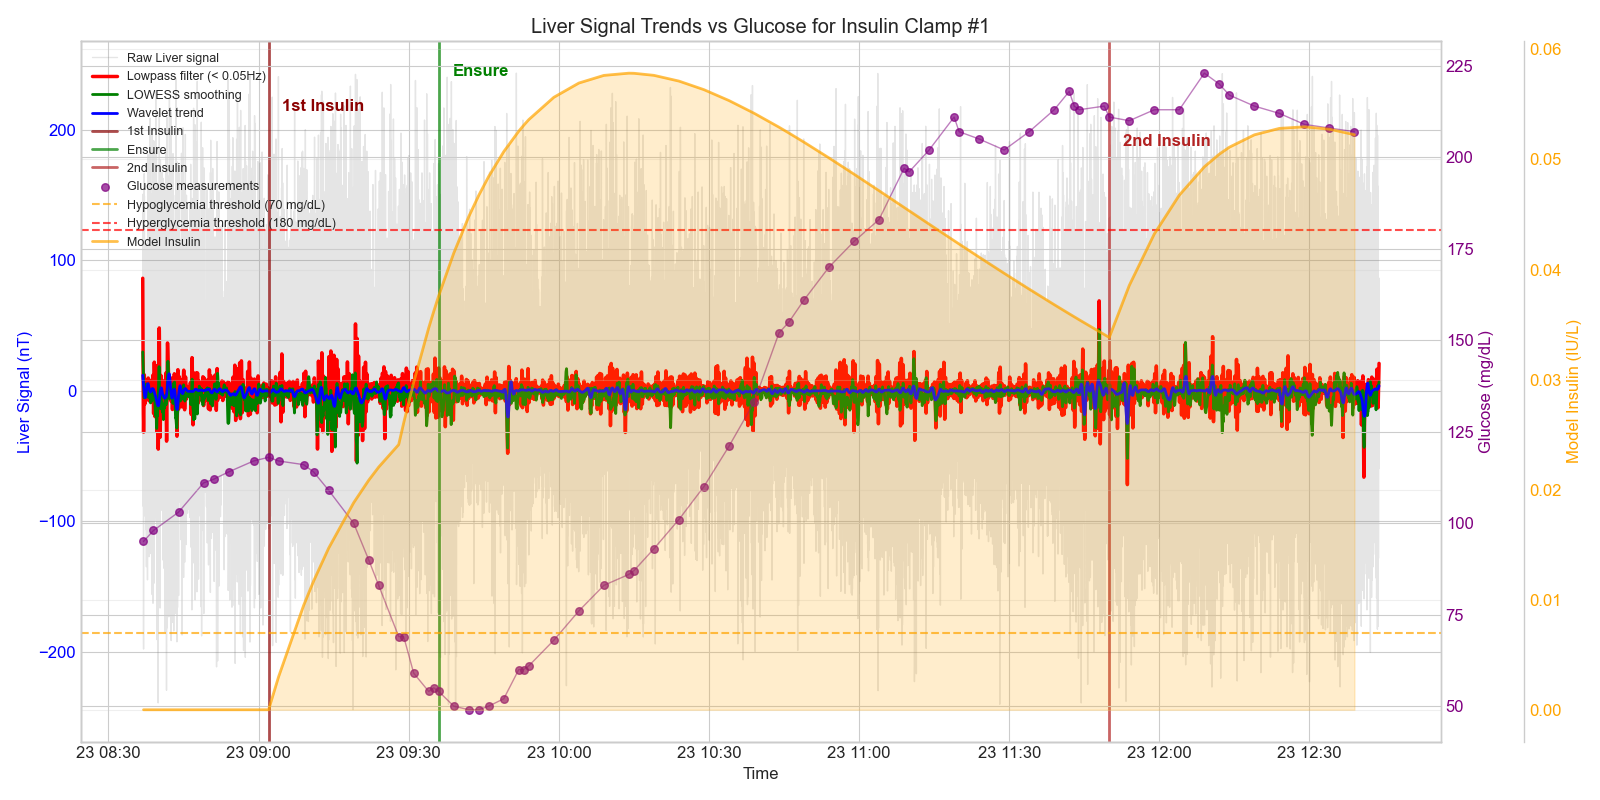 Liver Signal Trends vs Glucose for Insulin Clamp #1
Raw Liver signal
Lowpass filter (< 0.05Hz)
LOWESS smoothing
Wavelet trend
1st Insulin
Ensure
2nd Insulin
Glucose measurements
Hypoglycemia threshold (70 mg/dL)
Hyperglycemia threshold (180 mg/dL)
Model Insulin
1st Insulin
Ensure
2nd Insulin
Liver Signal (nT)
200
100
0
−100
−200
Glucose (mg/dL)
225
200
175
150
125
100
75
50
Model Insulin (IU/L)
0.06
0.05
0.04
0.03
0.02
0.01
0.00
23 08:30
23 09:00
23 09:30
23 10:00
23 10:30
23 11:00
23 11:30
23 12:00
23 12:30
Time